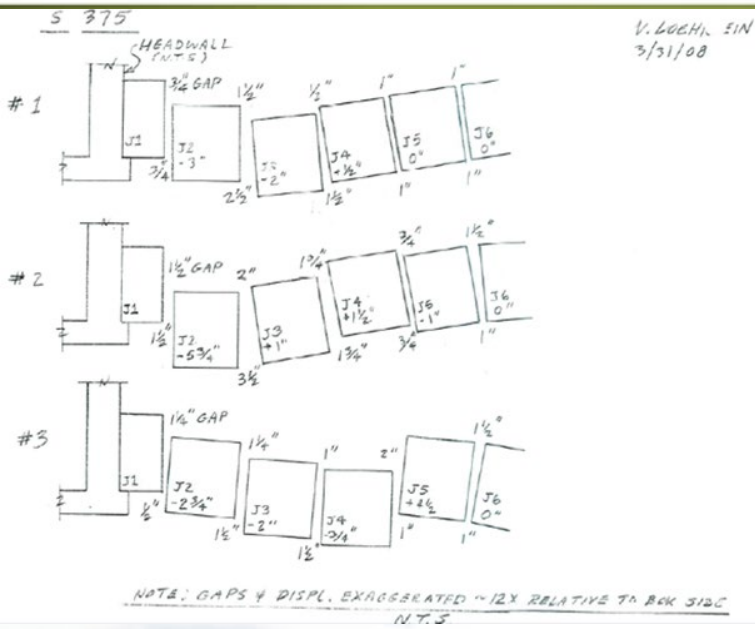 S 375
3/31/08
HEADWALL
(N.T.S)
#1
3/4" GAP
1 1/2"
1/2"
1"
1"
J1
J2
-3"
-2"
J4
+1/2"
J5
0"
J6
0"
3/4"
2 1/2"
1 1/2"
1"
1"
#2
1 1/2" GAP
2"
1 3/4"
3/4"
1 1/2"
J1
J2
-5 3/4"
J3
+1"
J4
+1 1/2"
J5
-1"
J6
0"
1 1/2"
3 1/2"
1 3/4"
3/4"
1"
#3
1 1/4" GAP
1 1/4"
1"
2"
1 1/2"
J1
J2
-2 3/4"
J3
-2"
J4
-3/4"
J5
+2 1/2
J6
0"
1/2"
1 1/2"
1 1/2"
1"
1"
NOTE: GAPS & DISPL. EXAGGERATED ~12X RELATIVE TO BOX SIZE
N.T.S.